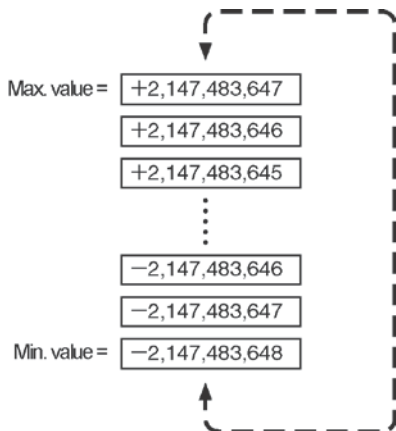 Max. value = +2,147,483,647
+2,147,483,646
+2,147,483,645
−2,147,483,646
−2,147,483,647
Min. value = −2,147,483,648